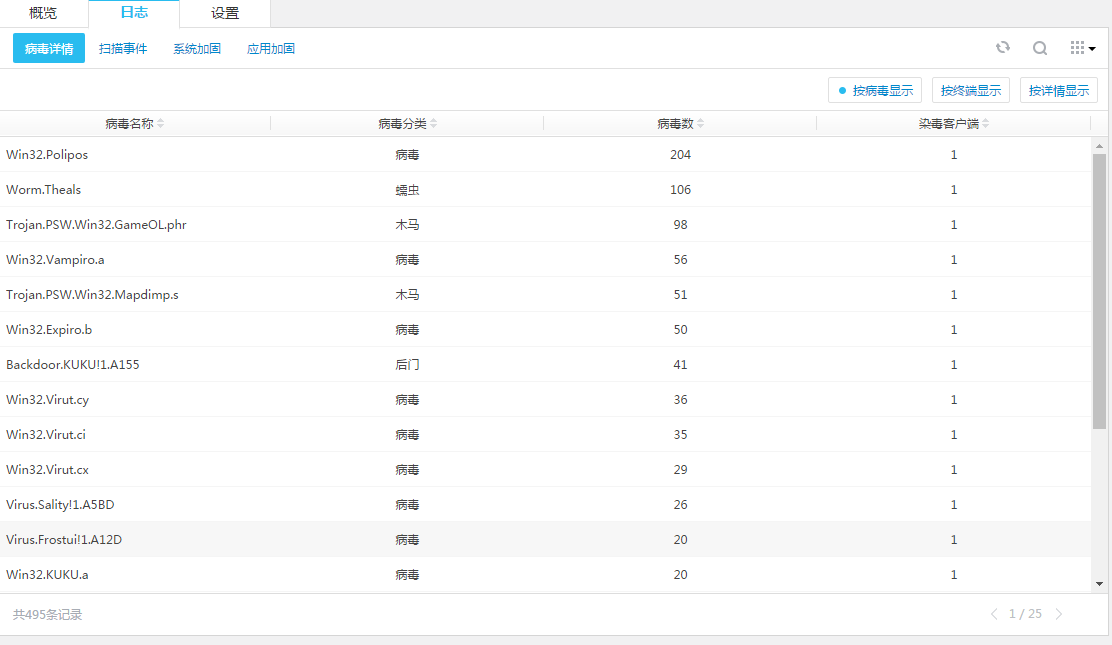 概览 日志 设置
病毒详情 扫描事件 系统加固 应用加固
按病毒显示 按终端显示 按详情显示
病毒名称 病毒分类 病毒数 染毒客户端
Win32.Polipos 病毒 204 1
Worm.Theals 蠕虫 106 1
Trojan.PSW.Win32.GameOL.phr 木马 98 1
Win32.Vampiro.a 病毒 56 1
Trojan.PSW.Win32.Mapdimp.s 木马 51 1
Win32.Expiro.b 病毒 50 1
Backdoor.KUKU!1.A155 后门 41 1
Win32.Virut.cy 病毒 36 1
Win32.Virut.ci 病毒 35 1
Win32.Virut.cx 病毒 29 1
Virus.Sality!1.A5BD 病毒 26 1
Virus.Frostui!1.A12D 病毒 20 1
Win32.KUKU.a 病毒 20 1
共495条记录 1 / 25